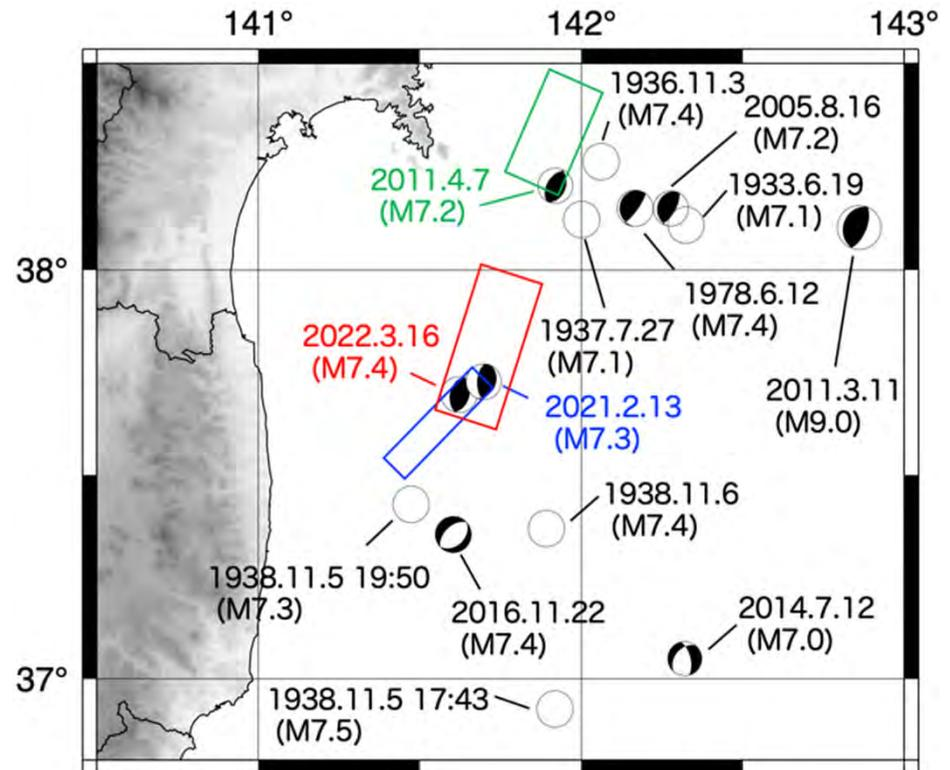 141°
142°
143°
1936.11.3
(M7.4)
2005.8.16
(M7.2)
2011.4.7
(M7.2)
1933.6.19
(M7.1)
38°
1978.6.12
(M7.4)
2022.3.16
(M7.4)
1937.7.27
(M7.1)
2011.3.11
(M9.0)
2021.2.13
(M7.3)
1938.11.6
(M7.4)
1938.11.5 19:50
(M7.3)
2016.11.22
(M7.4)
2014.7.12
(M7.0)
37°
1938.11.5 17:43
(M7.5)